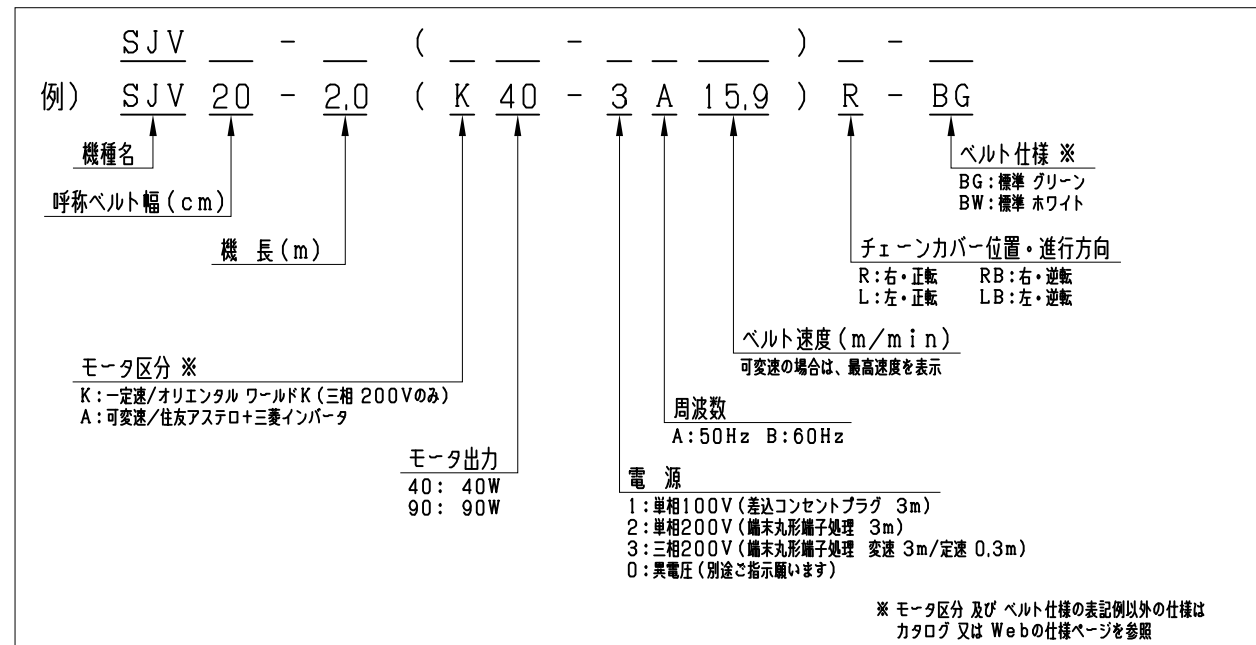 SJV - ( - ) -
例) SJV 20 - 2.0 ( K 40 - 3 A 15.9 ) R - BG
機種名
呼称ベルト幅(cm)
機 長(m)
モータ区分 ※
K:一定速/オリエンタル ワールドK(三相 200Vのみ)
A:可変速/住友アステロ+三菱インバータ
モータ出力
40: 40W
90: 90W
電 源
1:単相100V(差込コンセントプラグ 3m)
2:単相200V(端末丸形端子処理 3m)
3:三相200V(端末丸形端子処理 変速 3m/定速 0.3m)
0:異電圧(別途ご指示願います)
周波数
A:50Hz B:60Hz
ベルト速度(m/min)
可変速の場合は、最高速度を表示
チェーンカバー位置・進行方向
R:右・正転 RB:右・逆転
L:左・正転 LB:左・逆転
ベルト仕様 ※
BG:標準 グリーン
BW:標準 ホワイト
※ モータ区分 及び ベルト仕様の表記例以外の仕様は
カタログ 又は Webの仕様ページを参照